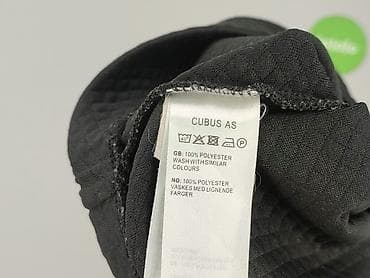 CUBUS AS
GB: 100% POLYESTER
WASH WITH SIMILAR
COLOURS
NO: 100% POLYESTER
VASKES MED LIGNENDE
FARGER